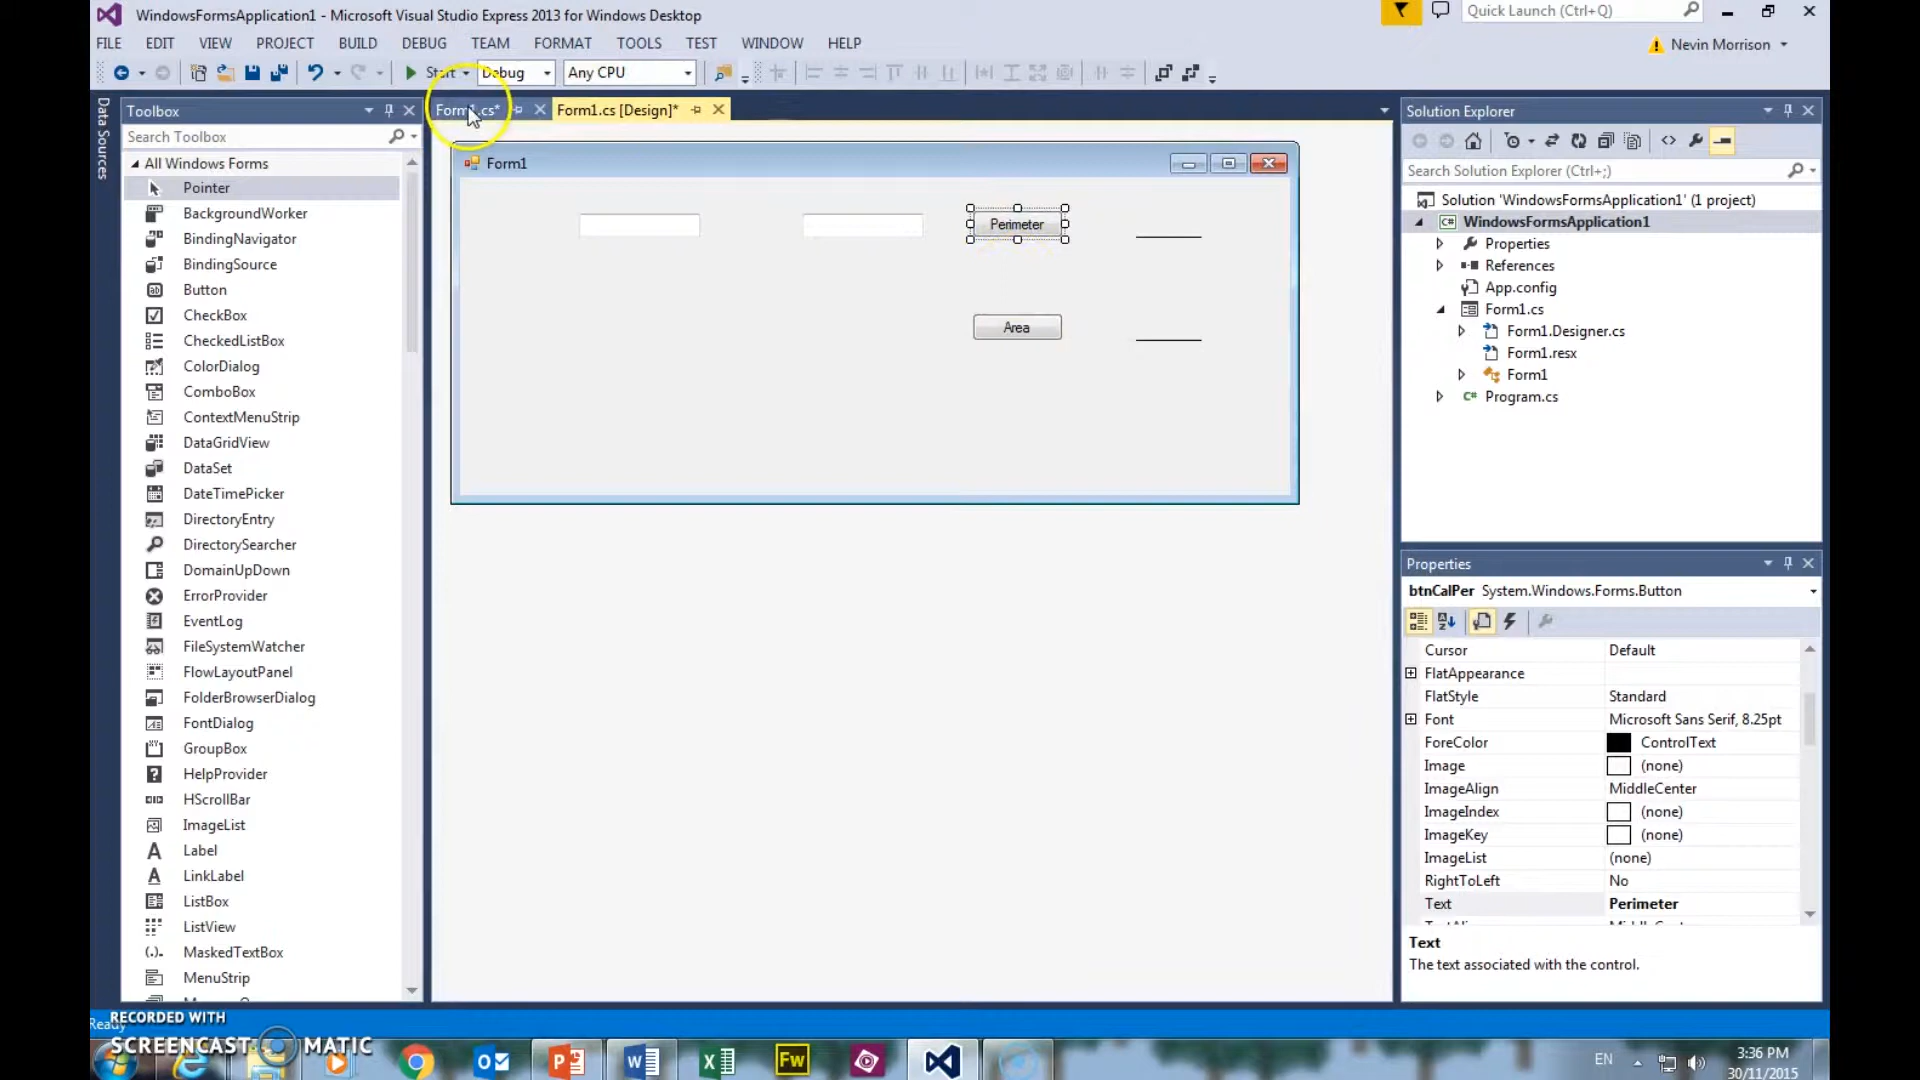 WindowsFormsApplication1 - Microsoft Visual Studio Express 2013 for Windows Desktop
Quick Launch (Ctrl+Q)
FILE EDIT VIEW PROJECT BUILD DEBUG TEAM FORMAT TOOLS TEST WINDOW HELP
Nevin Morrison
Start Debug Any CPU
Data Sources
Toolbox
Search Toolbox
All Windows Forms
Pointer
BackgroundWorker
BindingNavigator
BindingSource
Button
CheckBox
CheckedListBox
ColorDialog
ComboBox
ContextMenuStrip
DataGridView
DataSet
DateTimePicker
DirectoryEntry
DirectorySearcher
DomainUpDown
ErrorProvider
EventLog
FileSystemWatcher
FlowLayoutPanel
FolderBrowserDialog
FontDialog
GroupBox
HelpProvider
HScrollBar
ImageList
Label
LinkLabel
ListBox
ListView
MaskedTextBox
MenuStrip
Form1.cs* Form1.cs [Design]*
Form1
Perimeter
Area
Solution Explorer
Search Solution Explorer (Ctrl+;)
Solution 'WindowsFormsApplication1' (1 project)
WindowsFormsApplication1
Properties
References
App.config
Form1.cs
Form1.Designer.cs
Form1.resx
Form1
Program.cs
Properties
btnCalPer System.Windows.Forms.Button
Cursor Default
FlatAppearance
FlatStyle Standard
Font Microsoft Sans Serif, 8.25pt
ForeColor ControlText
Image (none)
ImageAlign MiddleCenter
ImageIndex (none)
ImageKey (none)
ImageList (none)
RightToLeft No
Text Perimeter
Text
The text associated with the control.
Ready
RECORDED WITH
SCREENCAST MATIC
Fw
EN
3:36 PM
30/11/2015